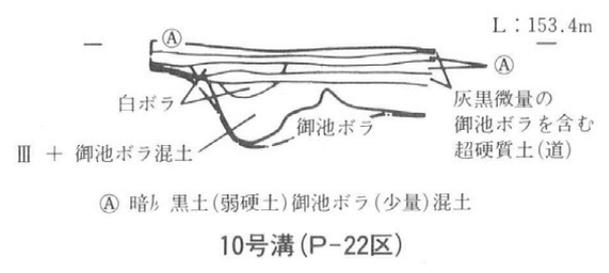 L：153.4m
Ⓐ
Ⓐ
白ボラ
灰黒微量の
御池ボラを含む
超硬質土(道)
御池ボラ
Ⅲ ＋ 御池ボラ混土
Ⓐ 暗 黒土(弱硬土)御池ボラ(少量)混土
10号溝(P-22区)